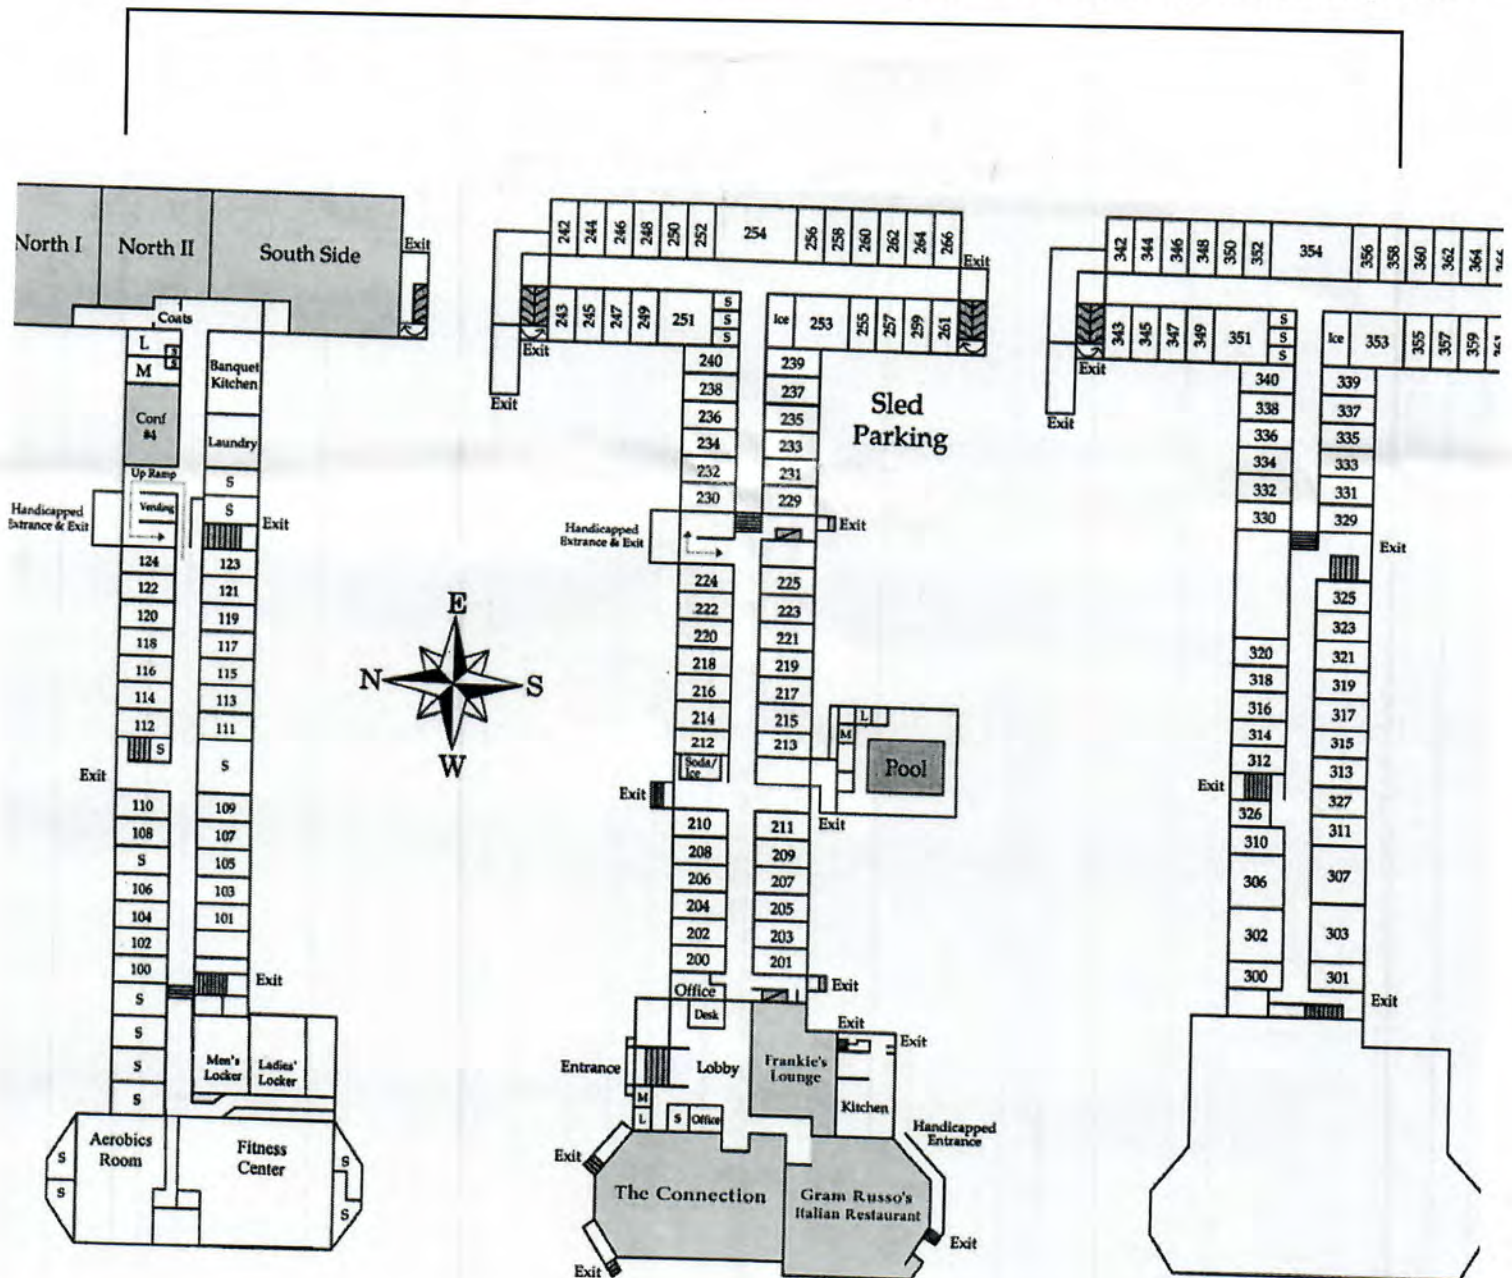 North I
North II
South Side
Exit
Coats
L
S
S
M
Banquet
Kitchen
Conf
#4
Laundry
Up Ramp
S
Vending
S
Handicapped
Entrance & Exit
Exit
124
123
122
121
120
119
118
117
116
115
114
113
112
111
S
Exit
S
110
109
108
107
S
105
106
103
104
101
102
100
Exit
S
S
S
S
Men's
Locker
Ladies'
Locker
Aerobics
Room
Fitness
Center
S
S
S
S
E
N
S
W
242
244
246
248
250
252
254
256
258
260
262
264
266
Exit
243
245
247
249
251
S
S
S
Ice
253
255
257
259
261
Exit
Exit
240
239
238
237
236
235
234
233
232
231
230
229
Sled
Parking
Exit
Handicapped
Entrance & Exit
224
225
222
223
220
221
218
219
216
217
214
215
212
213
Soda/
Ice
L
M
Pool
Exit
Exit
210
211
208
209
206
207
204
205
202
203
200
201
Office
Exit
Desk
Entrance
Lobby
Frankie's
Lounge
Exit
Exit
Kitchen
M
L
S
Office
Handicapped
Entrance
Exit
The Connection
Gram Russo's
Italian Restaurant
Exit
Exit
342
344
346
348
350
352
354
356
358
360
362
364
343
345
347
349
351
S
S
S
Ice
353
355
357
359
Exit
Exit
340
339
338
337
336
335
334
333
332
331
330
329
Exit
325
323
320
321
318
319
316
317
314
315
312
313
Exit
327
326
311
310
306
307
302
303
300
301
Exit